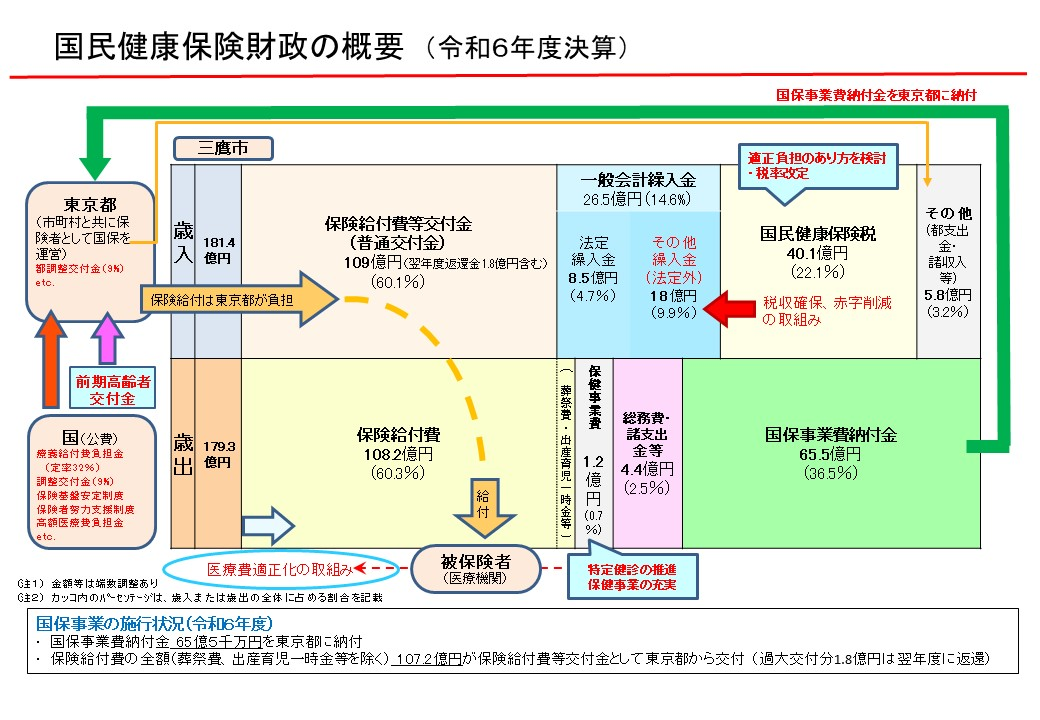 国民健康保険財政の概要 (令和6年度決算)
国保事業費納付金を東京都に納付
三鷹市
東京都
(市町村と共に保
険者として国保を
運営)
都調整交付金(9%)
etc.
歳入
181.4
億円
保険給付費等交付金
(普通交付金)
109億円(翌年度返還金1.8億円含む)
(60.1%)
一般会計繰入金
26.5億円(14.6%)
法定
繰入金
8.5億円
(4.7%)
その他
繰入金
(法定外)
18億円
(9.9%)
適正負担のあり方を検討
・税率改定
国民健康保険税
40.1億円
(22.1%)
税収確保、赤字削減
の取組み
その他
(都支出
金・
諸収入
等)
5.8億円
(3.2%)
保険給付は東京都が負担
前期高齢者
交付金
国(公費)
療養給付費負担金
(定率32%)
調整交付金(9%)
保険基盤安定制度
保険者努力支援制度
高額医療費負担金
etc.
歳出
179.3
億円
保険給付費
108.2億円
(60.3%)
給付
(葬祭費・出産育児一時金等)
保健事業費
1.2
億
円
(0.7
%)
総務費・
諸支出
金等
4.4億円
(2.5%)
国保事業費納付金
65.5億円
(36.5%)
医療費適正化の取組み
被保険者
(医療機関)
特定健診の推進
保健事業の充実
(注1) 金額等は端数調整あり
(注2) カッコ内のパーセンテージは、歳入または歳出の全体に占める割合を記載
国保事業の施行状況(令和6年度)
・ 国保事業費納付金 65億5千万円を東京都に納付
・ 保険給付費の全額(葬祭費、出産育児一時金等を除く) 107.2億円が保険給付費等交付金として東京都から交付 (過大交付分1.8億円は翌年度に返還)